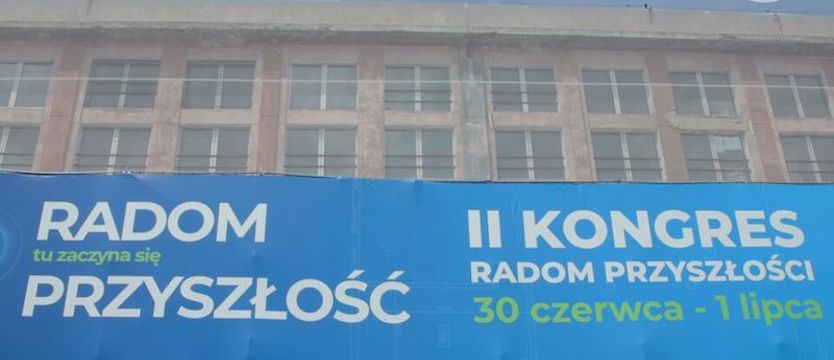 RADOM
tu zaczyna się
PRZYSZŁOŚĆ
II KONGRES
RADOM PRZYSZŁOŚCI
30 czerwca - 1 lipca